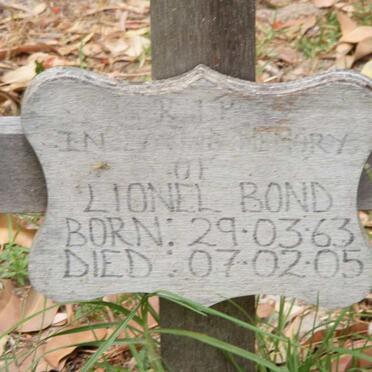 R.I.P
IN LOVING MEMORY
OF
LIONEL BOND
BORN: 29·03·63
DIED: 07·02·05